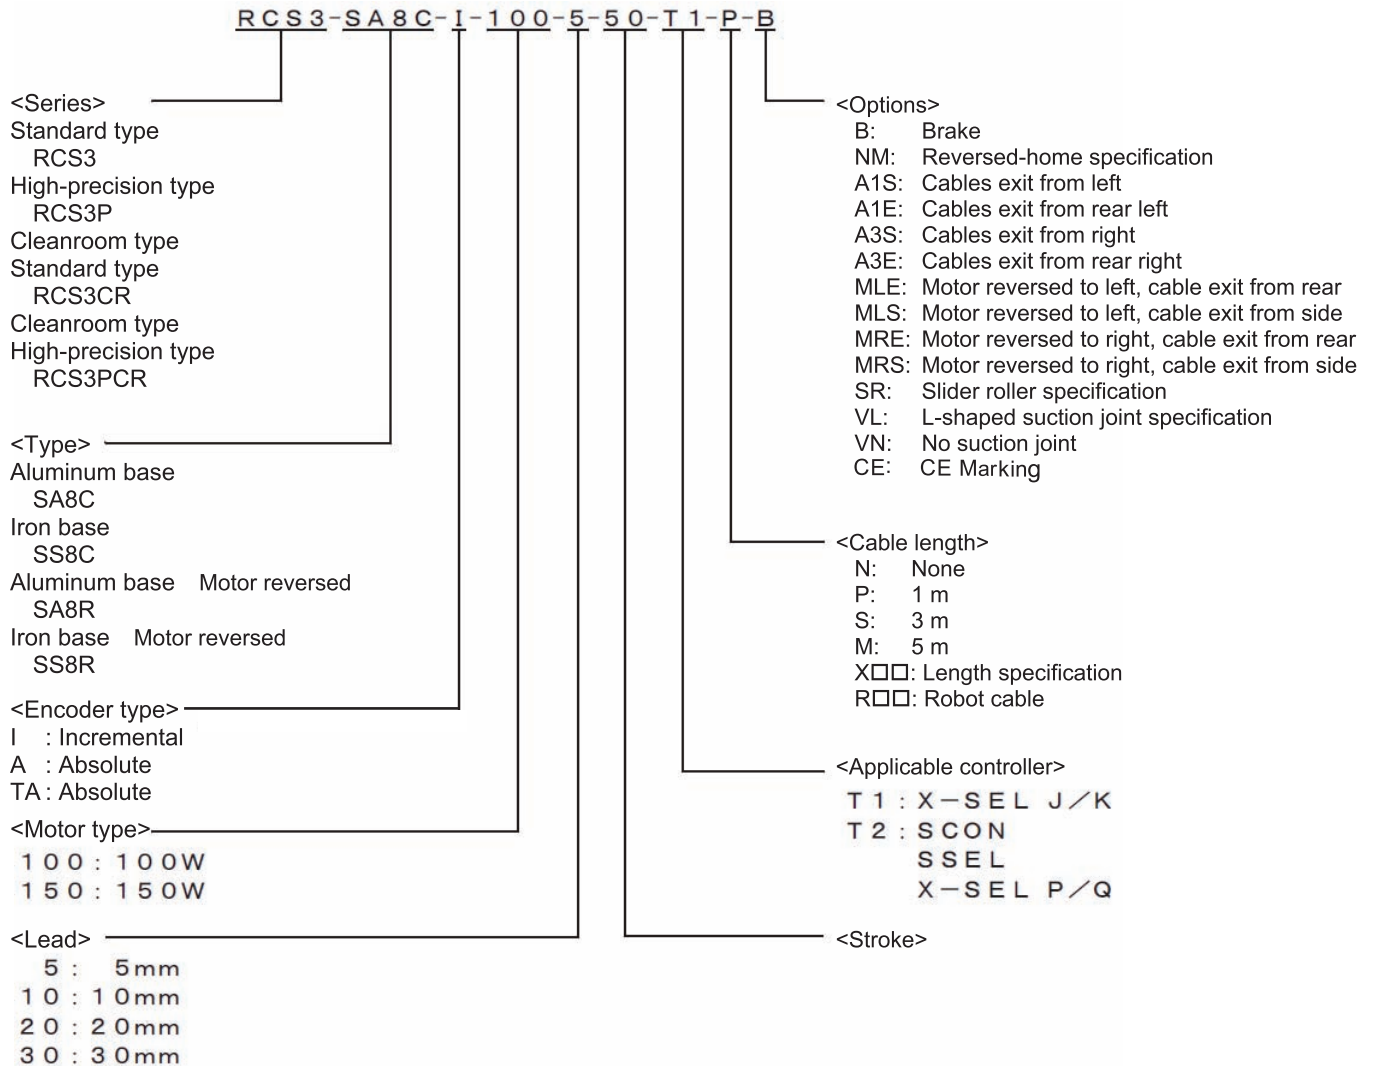 RCS3-SA8C-I-100-5-50-T1-P-B
<Series>
Standard type
RCS3
High-precision type
RCS3P
Cleanroom type
Standard type
RCS3CR
Cleanroom type
High-precision type
RCS3PCR
<Type>
Aluminum base
SA8C
Iron base
SS8C
Aluminum base Motor reversed
SA8R
Iron base Motor reversed
SS8R
<Encoder type>
I : Incremental
A : Absolute
TA : Absolute
<Motor type>
100 : 100W
150 : 150W
<Lead>
5 : 5mm
10 : 10mm
20 : 20mm
30 : 30mm
<Options>
B: Brake
NM: Reversed-home specification
A1S: Cables exit from left
A1E: Cables exit from rear left
A3S: Cables exit from right
A3E: Cables exit from rear right
MLE: Motor reversed to left, cable exit from rear
MLS: Motor reversed to left, cable exit from side
MRE: Motor reversed to right, cable exit from rear
MRS: Motor reversed to right, cable exit from side
SR: Slider roller specification
VL: L-shaped suction joint specification
VN: No suction joint
CE: CE Marking
<Cable length>
N: None
P: 1 m
S: 3 m
M: 5 m
X□□: Length specification
R□□: Robot cable
<Applicable controller>
T1 : X-SEL J/K
T2 : SCON
SSEL
X-SEL P/Q
<Stroke>